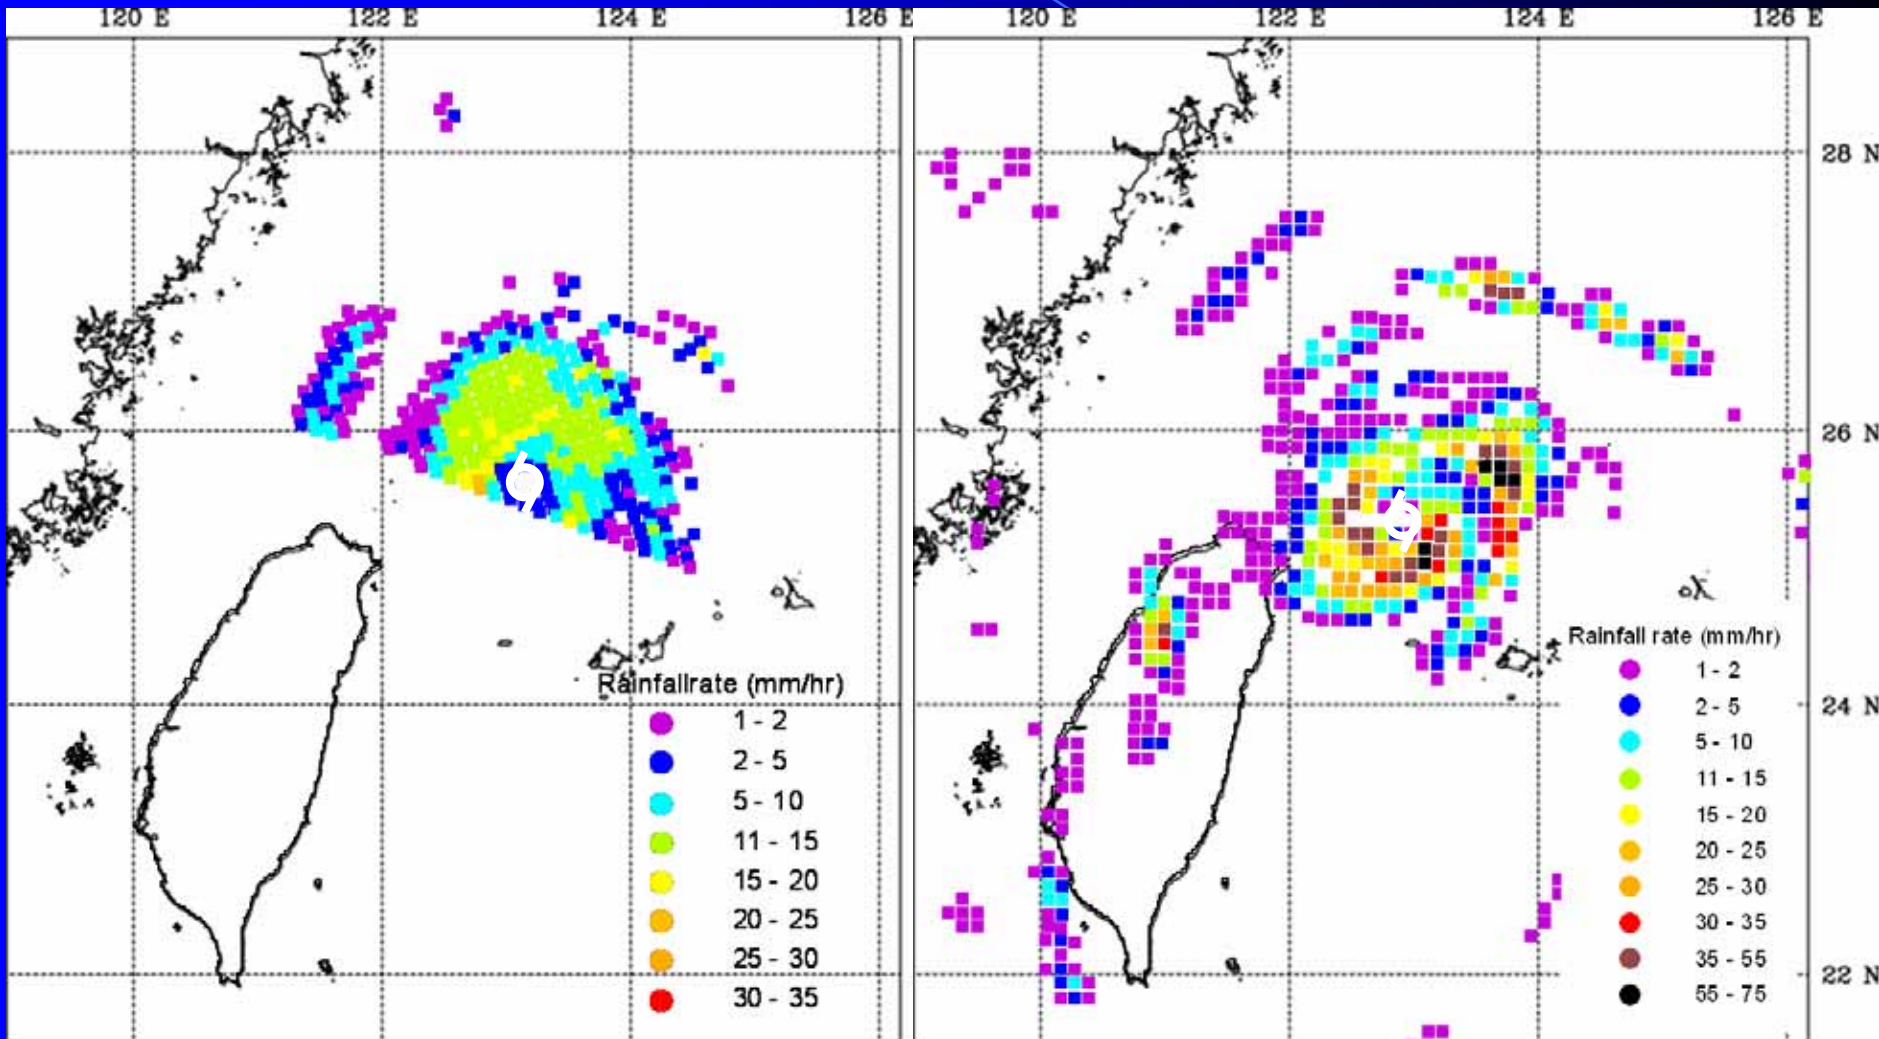 120 E 122 E 124 E 126 E 120 E 122 E 124 E 126 E
28 N
26 N
24 N
22 N
Rainfallrate (mm/hr)
1 - 2
2 - 5
5 - 10
11 - 15
15 - 20
20 - 25
25 - 30
30 - 35
Rainfall rate (mm/hr)
1 - 2
2 - 5
5 - 10
11 - 15
15 - 20
20 - 25
25 - 30
30 - 35
35 - 55
55 - 75